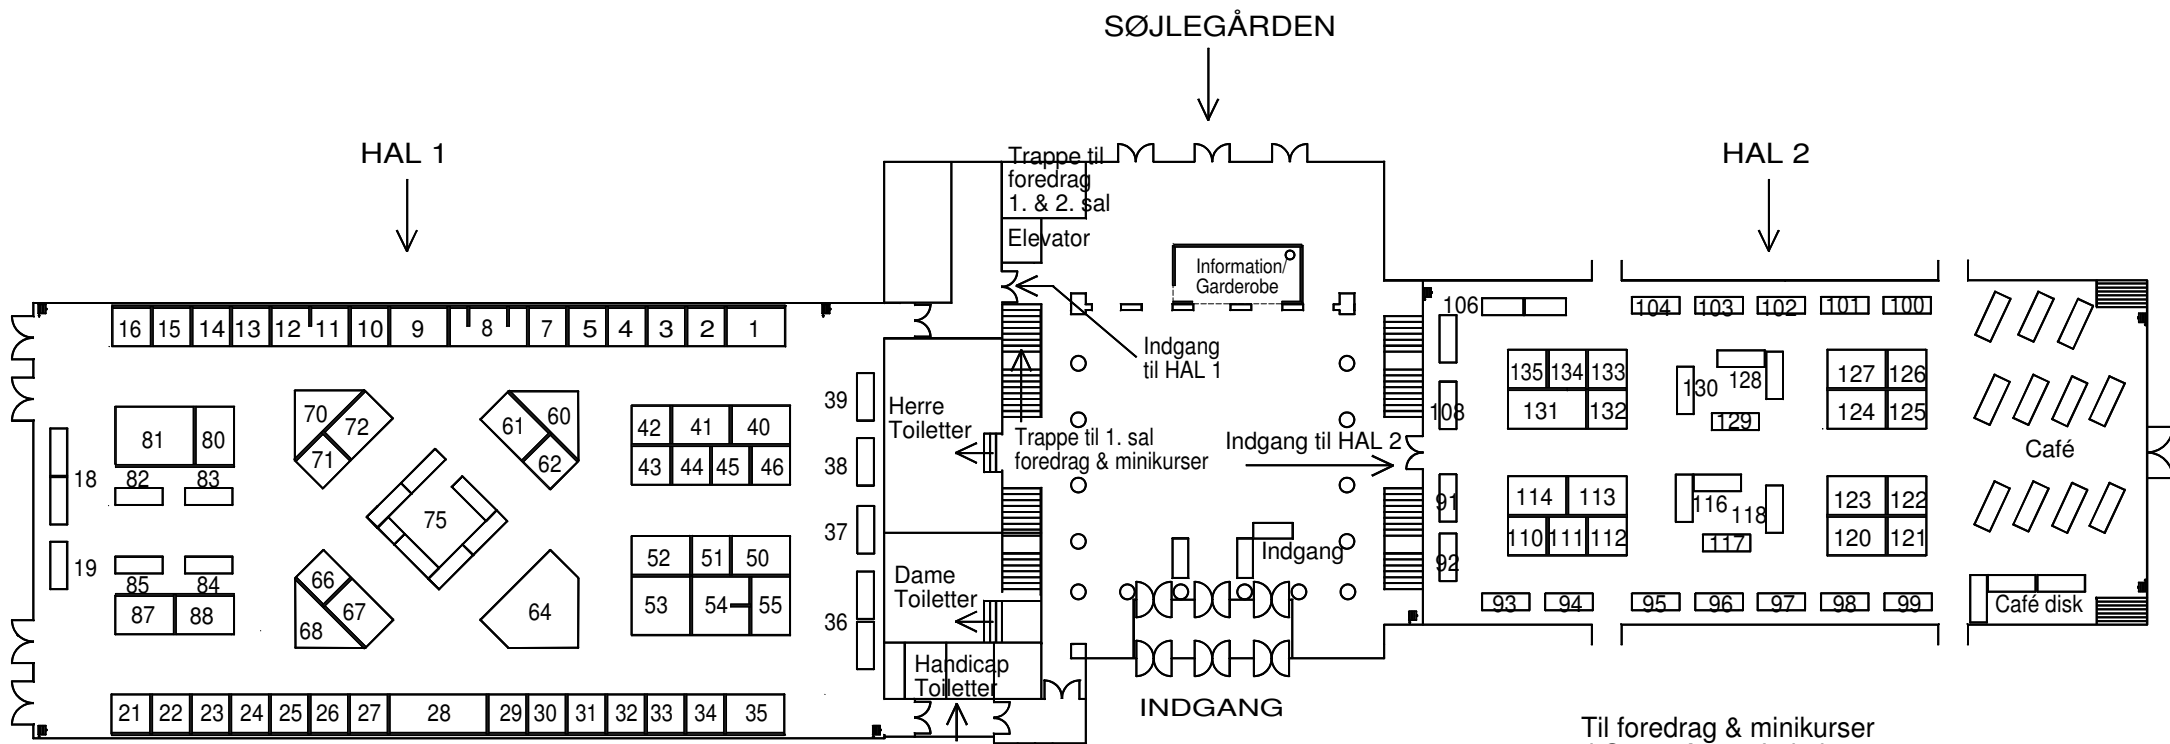 SØJLEGÅRDEN
HAL 1
HAL 2
Trappe til
foredrag
1. & 2. sal
Elevator
Information/
Garderobe
Indgang
til HAL 1
Herre
Toiletter
Trappe til 1. sal
foredrag & minikurser
Indgang til HAL 2
Dame
Toiletter
Indgang
Handicap
Toiletter
INDGANG
Café
Café disk
16 15 14 13 12 11 10 9 8 7 5 4 3 2 1
81 80
82 83
18
19
85 84
87 88
70 72
71
61 60
62
75
66
67
68
64
42 41 40
43 44 45 46
52 51 50
53 54 55
39
38
37
36
21 22 23 24 25 26 27 28 29 30 31 32 33 34 35
106 104 103 102 101 100
108
91
92
135 134 133
131 132
130 128
129
127 126
124 125
114 113
110 111 112
116 118
117
123 122
120 121
93 94 95 96 97 98 99
Til foredrag & minikurser